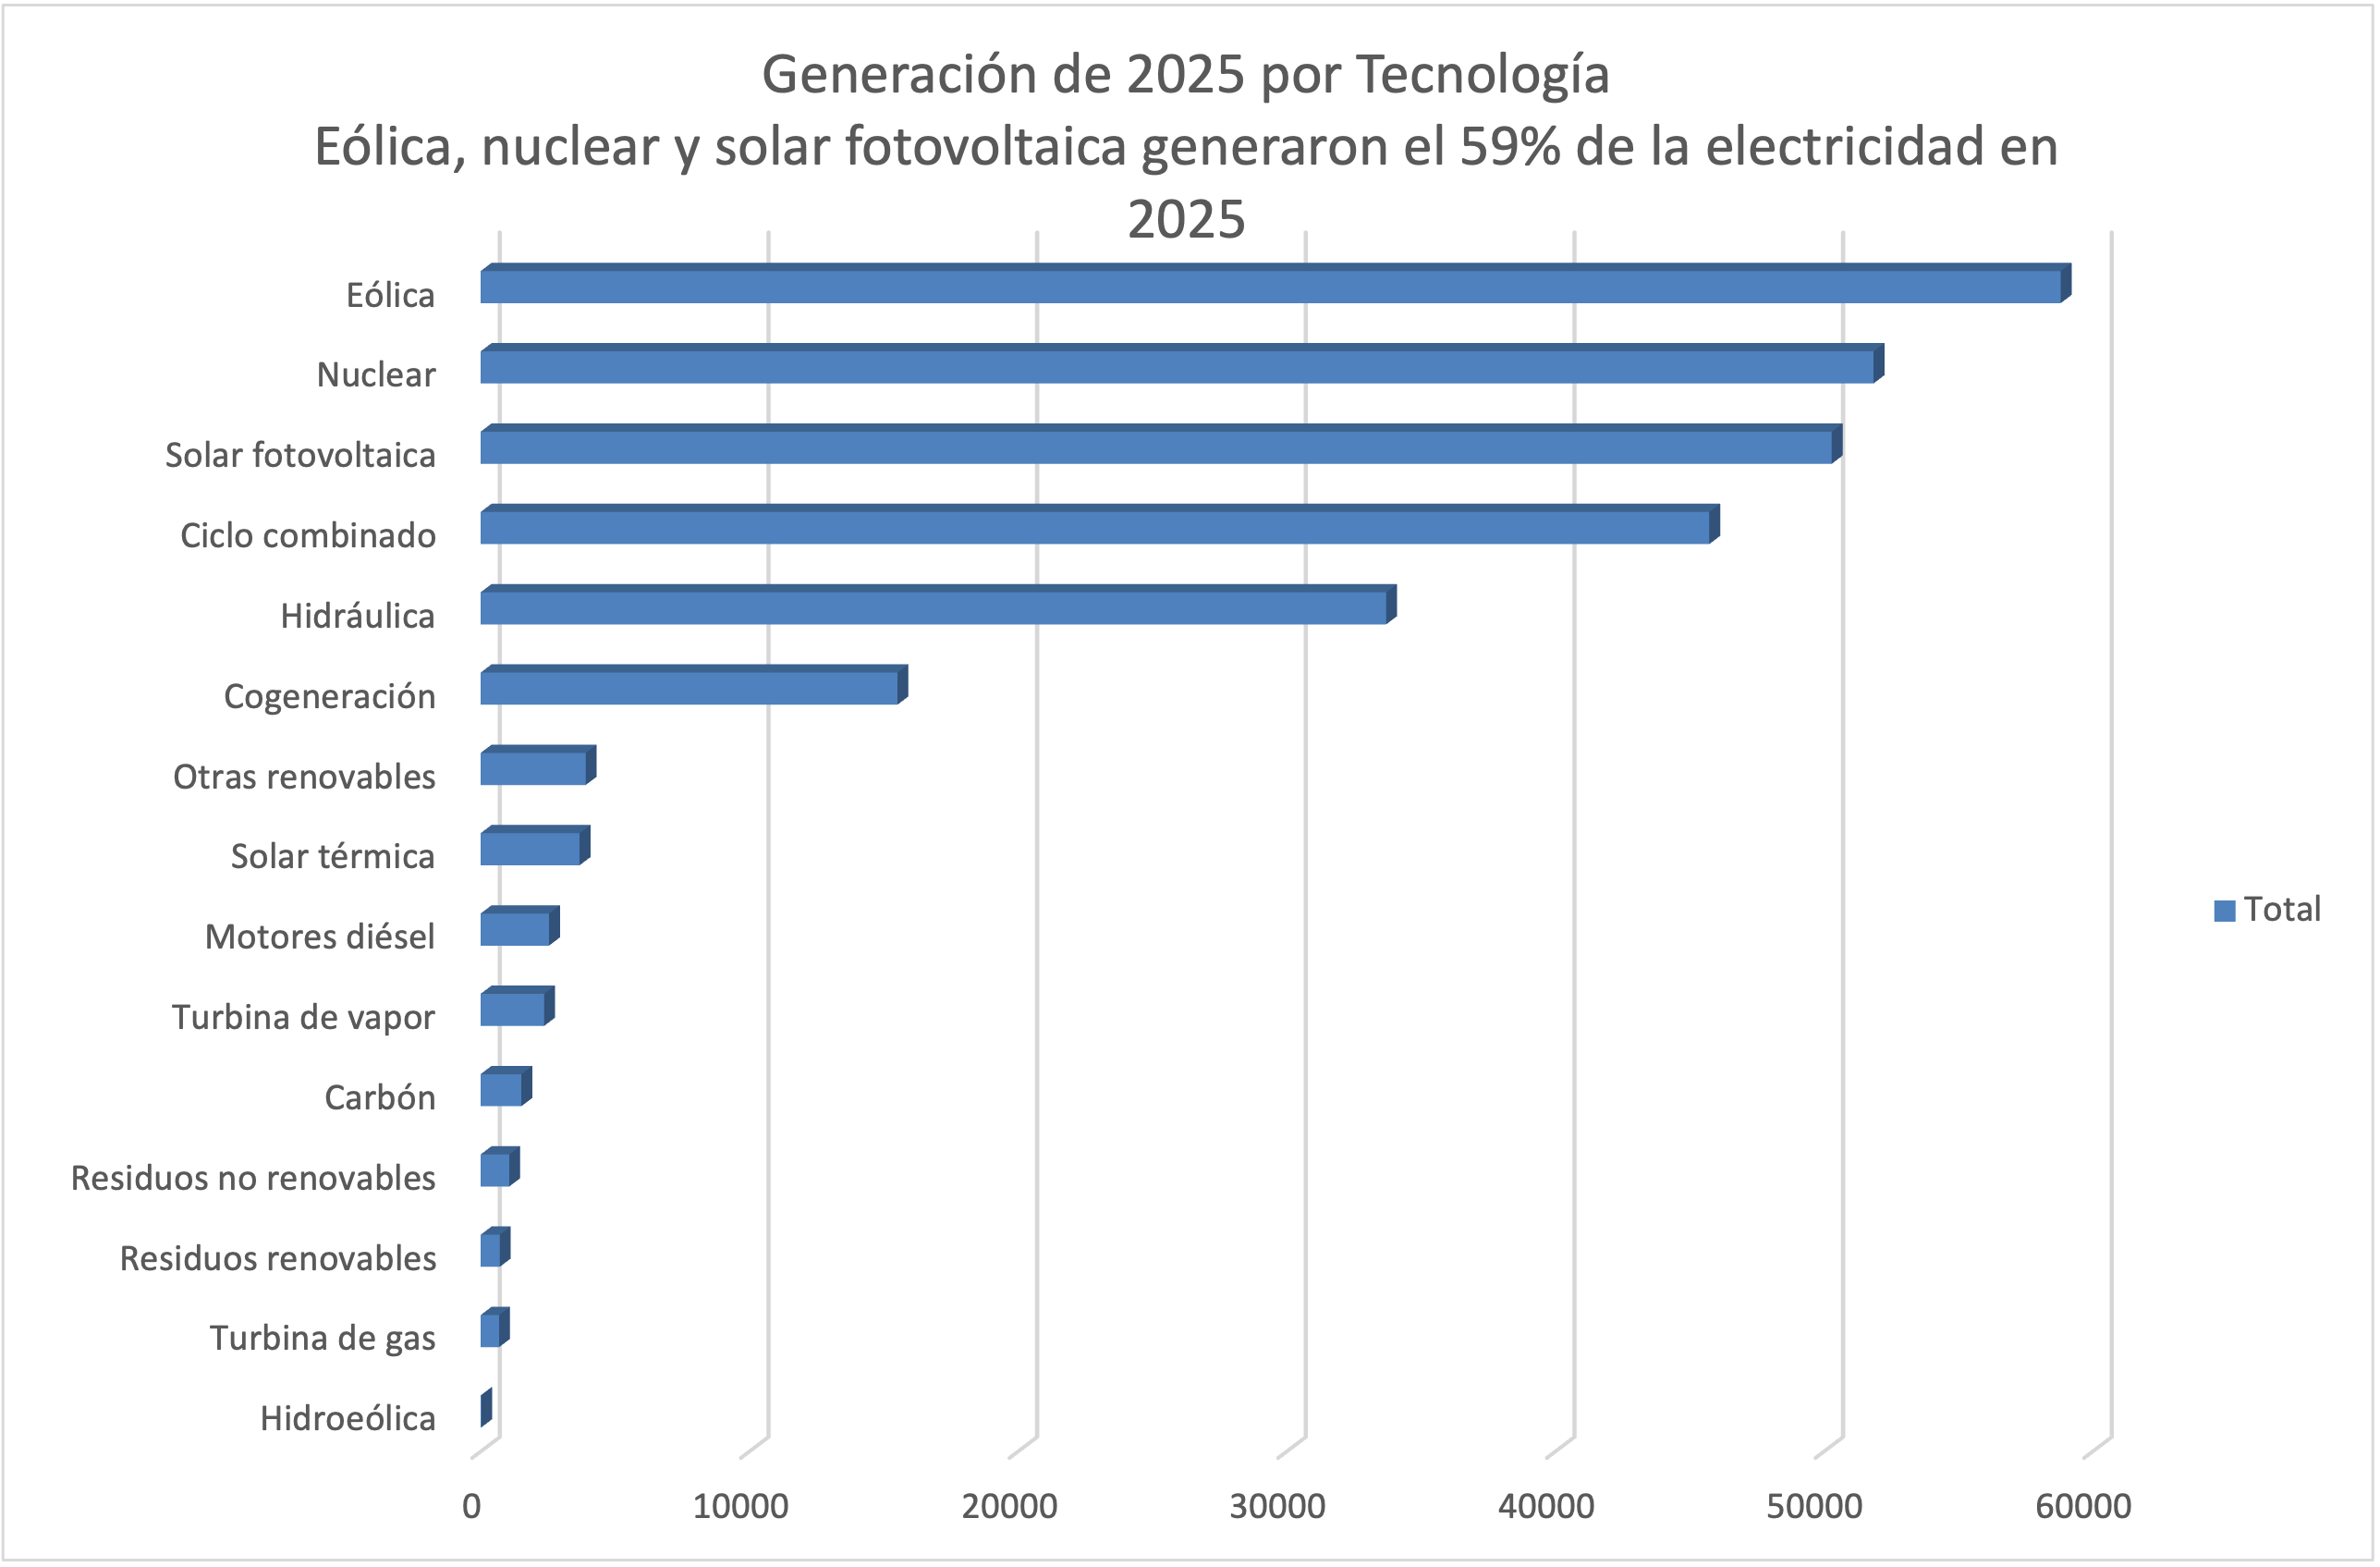 Generación de 2025 por Tecnología
Eólica, nuclear y solar fotovoltaica generaron el 59% de la electricidad en
2025
Eólica
Nuclear
Solar fotovoltaica
Ciclo combinado
Hidráulica
Cogeneración
Otras renovables
Solar térmica
Motores diésel
Turbina de vapor
Carbón
Residuos no renovables
Residuos renovables
Turbina de gas
Hidroeólica
0 10000 20000 30000 40000 50000 60000
Total